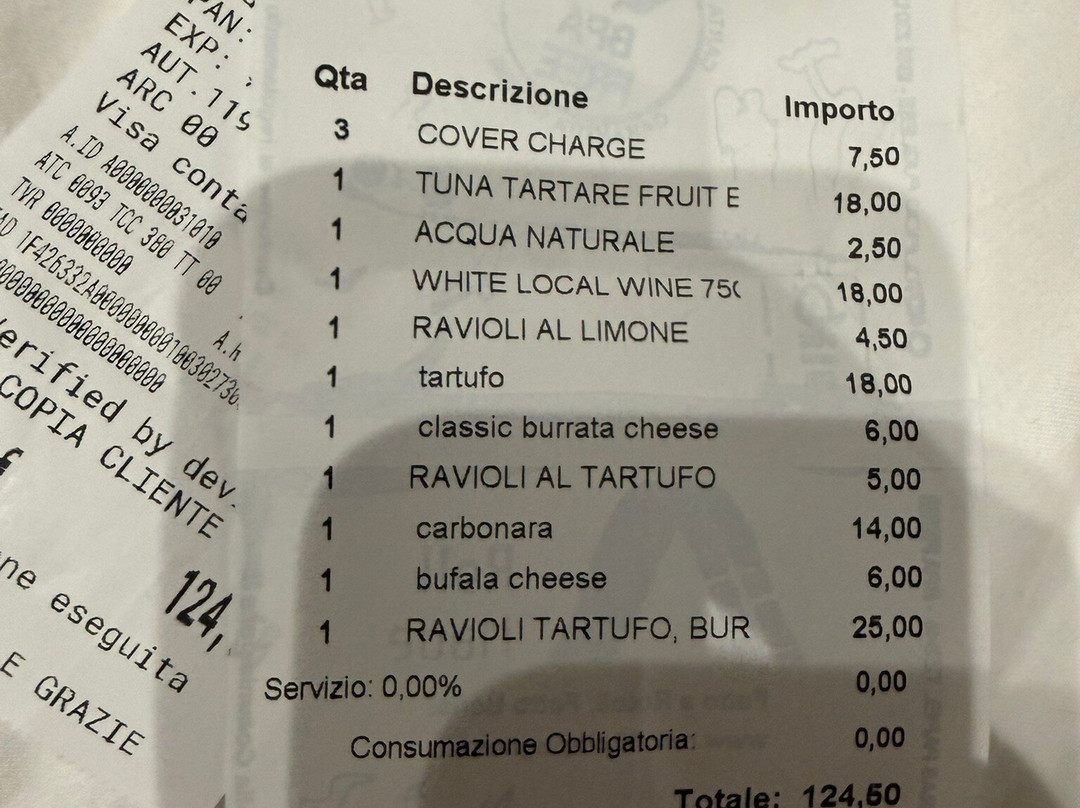 PAN:
EXP:
AUT.
ARC 00
Visa
A.ID A0000000031010
ATC 0093 TCC 380 TT 00
TVR 0000000000
by dev.
COPIA CLIENTE
124,
eseguita
E GRAZIE
Qta Descrizione Importo
3 COVER CHARGE 7,50
1 TUNA TARTARE FRUIT E 18,00
1 ACQUA NATURALE 2,50
1 WHITE LOCAL WINE 18,00
1 RAVIOLI AL LIMONE 4,50
1 tartufo 18,00
1 classic burrata cheese 6,00
1 RAVIOLI AL TARTUFO 5,00
1 carbonara 14,00
1 bufala cheese 6,00
1 RAVIOLI TARTUFO, BUR 25,00
Servizio: 0,00% 0,00
Consumazione Obbligatoria: 0,00
Totale: 124,50